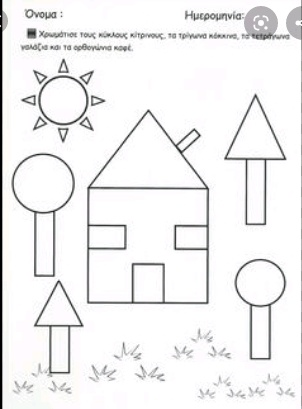 Όνομα :
Ημερομηνία:
Χρωμάτισε τους κύκλους κίτρινους, τα τρίγωνα κόκκινα, τα τετράγωνα
γαλάζια και τα ορθογώνια καφέ.